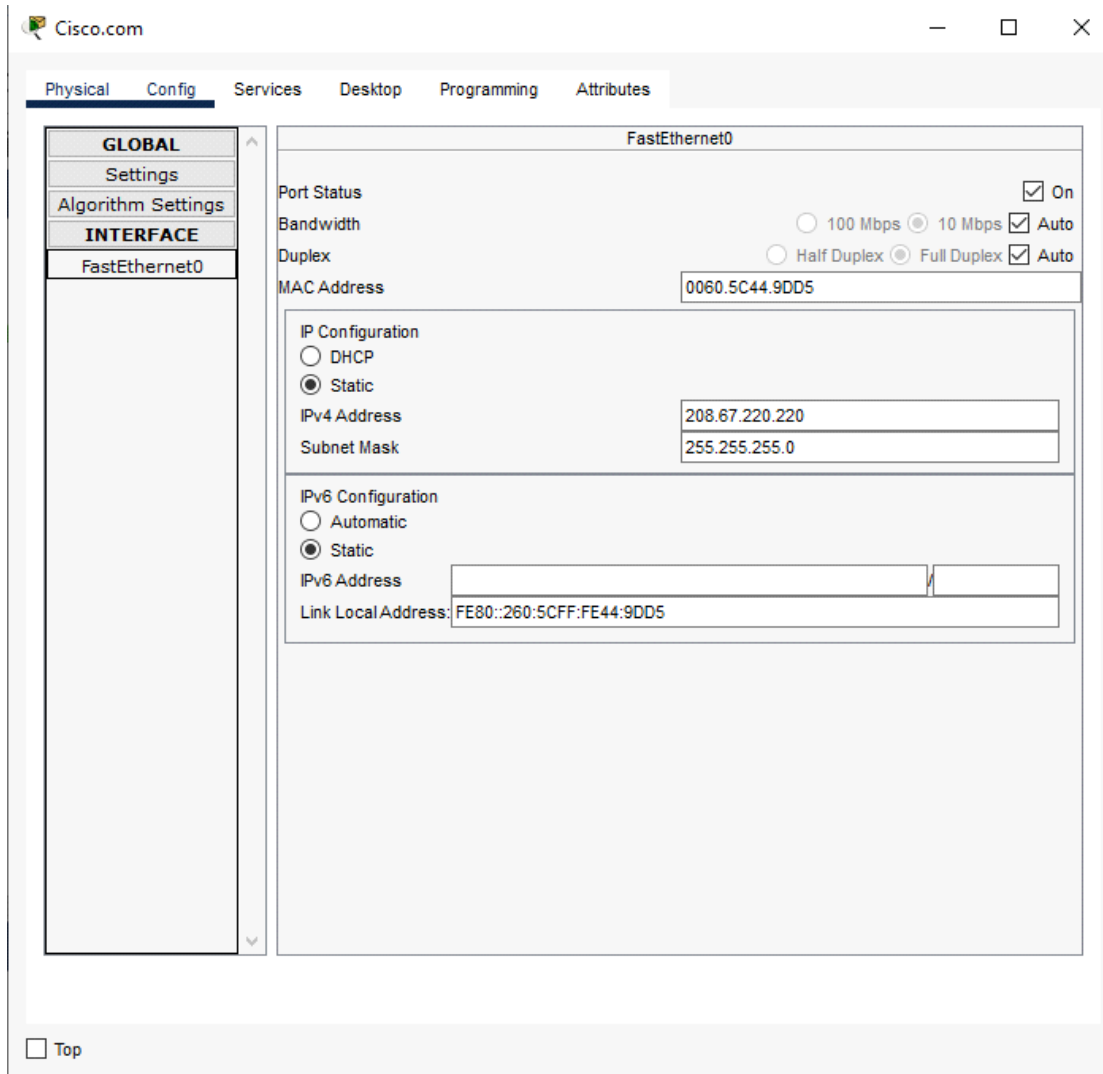 Cisco.com
Physical Config Services Desktop Programming Attributes
GLOBAL
Settings
Algorithm Settings
INTERFACE
FastEthernet0
FastEthernet0
Port Status On
Bandwidth 100 Mbps 10 Mbps Auto
Duplex Half Duplex Full Duplex Auto
MAC Address 0060.5C44.9DD5
IP Configuration
DHCP
Static
IPv4 Address 208.67.220.220
Subnet Mask 255.255.255.0
IPv6 Configuration
Automatic
Static
IPv6 Address /
Link Local Address: FE80::260:5CFF:FE44:9DD5
Top